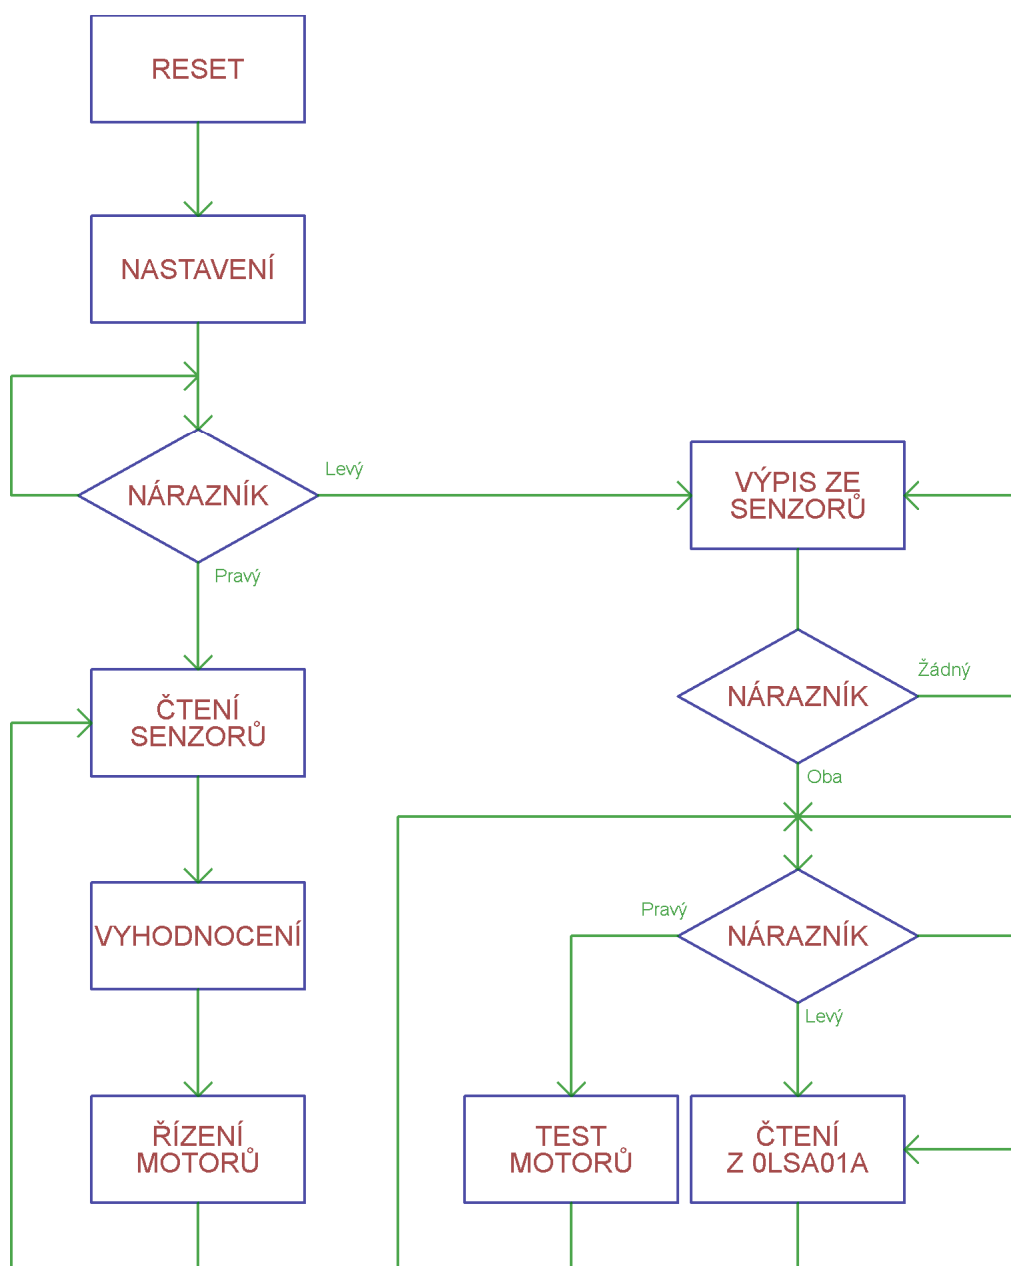 RESET
NASTAVENÍ
NÁRAZNÍK
Levý
Pravý
VÝPIS ZE
SENZORŮ
NÁRAZNÍK
Žádný
Oba
ČTENÍ
SENZORŮ
VYHODNOCENÍ
Pravý
NÁRAZNÍK
Levý
ŘÍZENÍ
MOTORŮ
TEST
MOTORŮ
ČTENÍ
Z 0LSA01A